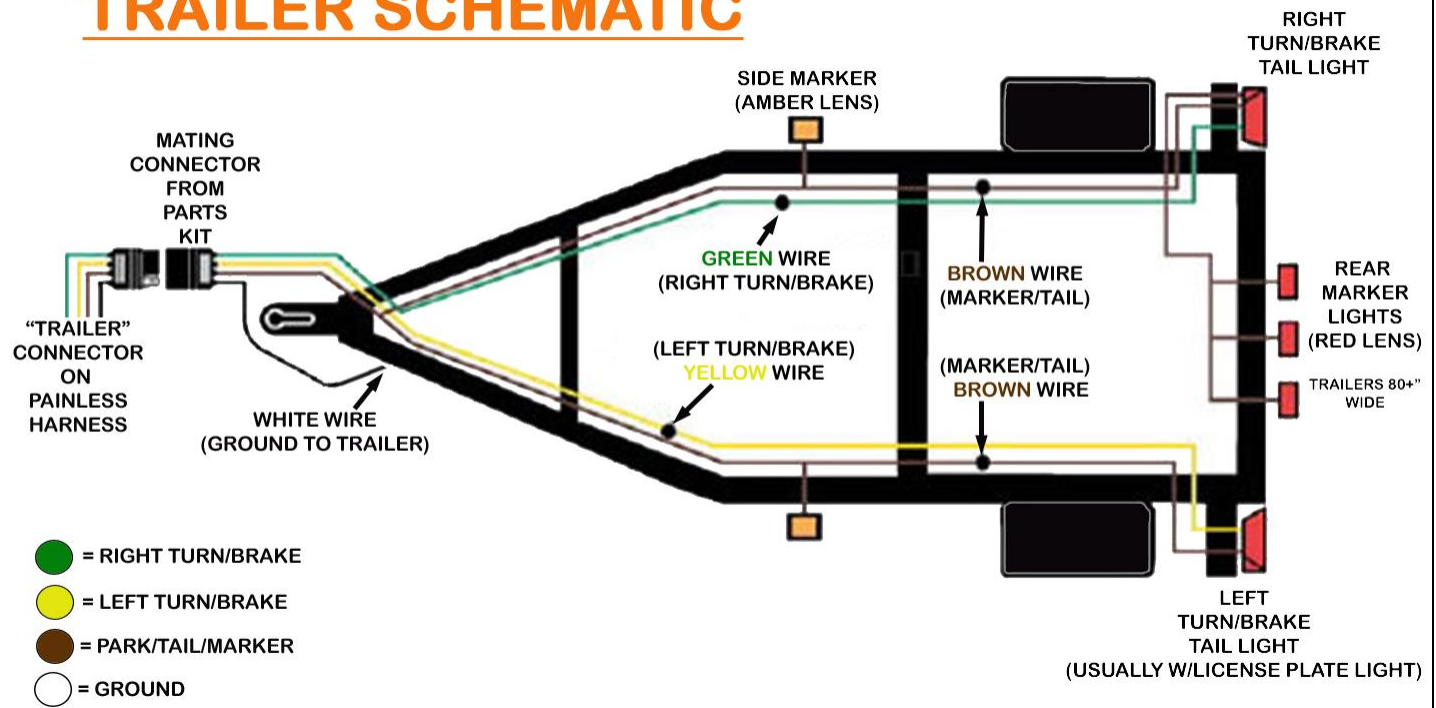 TRAILER SCHEMATIC
RIGHT
TURN/BRAKE
TAIL LIGHT
SIDE MARKER
(AMBER LENS)
MATING
CONNECTOR
FROM
PARTS
KIT
GREEN WIRE
(RIGHT TURN/BRAKE)
BROWN WIRE
(MARKER/TAIL)
REAR
MARKER
LIGHTS
(RED LENS)
TRAILERS 80+"
WIDE
"TRAILER"
CONNECTOR
ON
PAINLESS
HARNESS
(LEFT TURN/BRAKE)
YELLOW WIRE
(MARKER/TAIL)
BROWN WIRE
WHITE WIRE
(GROUND TO TRAILER)
= RIGHT TURN/BRAKE
= LEFT TURN/BRAKE
= PARK/TAIL/MARKER
= GROUND
LEFT
TURN/BRAKE
TAIL LIGHT
(USUALLY W/LICENSE PLATE LIGHT)